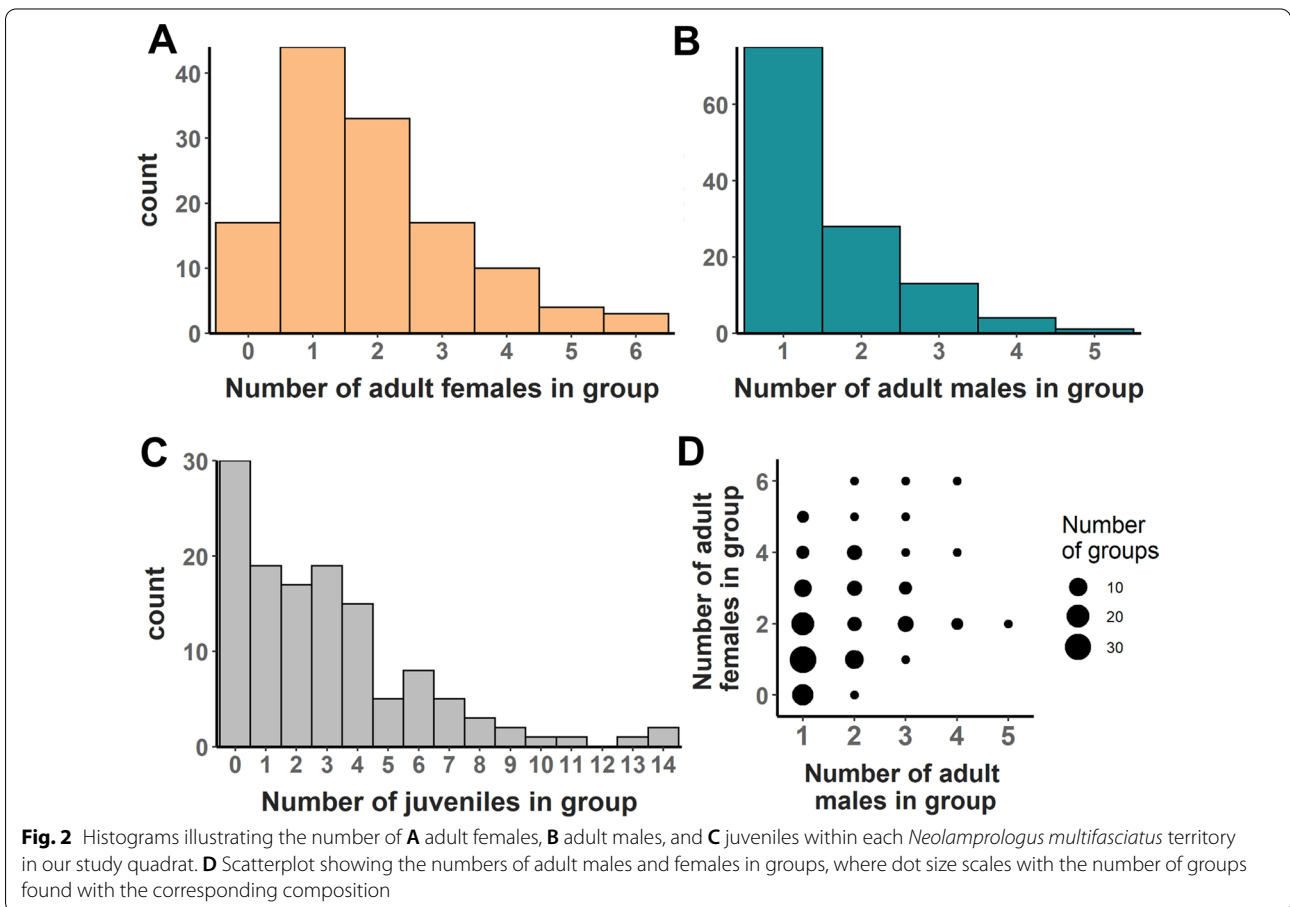 A
40
30
20
10
0
count
0 1 2 3 4 5 6
Number of adult females in group
B
60
40
20
0
1 2 3 4 5
Number of adult males in group
C
30
20
10
0
count
0 1 2 3 4 5 6 7 8 9 10 11 12 13 14
Number of juveniles in group
D
6
4
2
0
Number of adult
females in group
1 2 3 4 5
Number of adult
males in group
Number
of groups
10
20
30
Fig. 2 Histograms illustrating the number of A adult females, B adult males, and C juveniles within each Neolamprologus multifasciatus territory
in our study quadrat. D Scatterplot showing the numbers of adult males and females in groups, where dot size scales with the number of groups
found with the corresponding composition